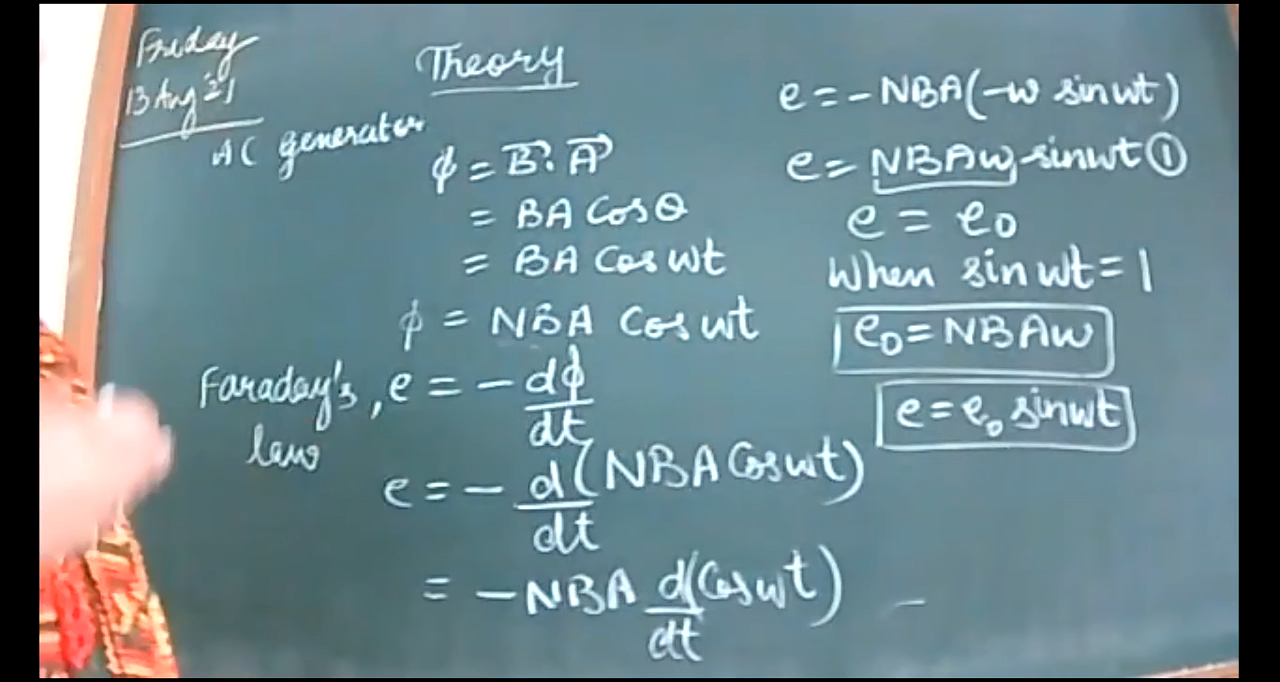 Friday
13 Aug '21
AC generator
Theory
ϕ = B⃗.A⃗
= BA Cosθ
= BA Cos wt
ϕ = NBA Cos wt
Faraday's law, e = - dϕ/dt
e = - d/dt (NBA Cos wt)
= - NBA d(Cos wt)/dt
e = - NBA(-w sin wt)
e = NBAw sin wt ①
e = e₀
When sin wt = 1
e₀ = NBAw
e = e₀ sin wt